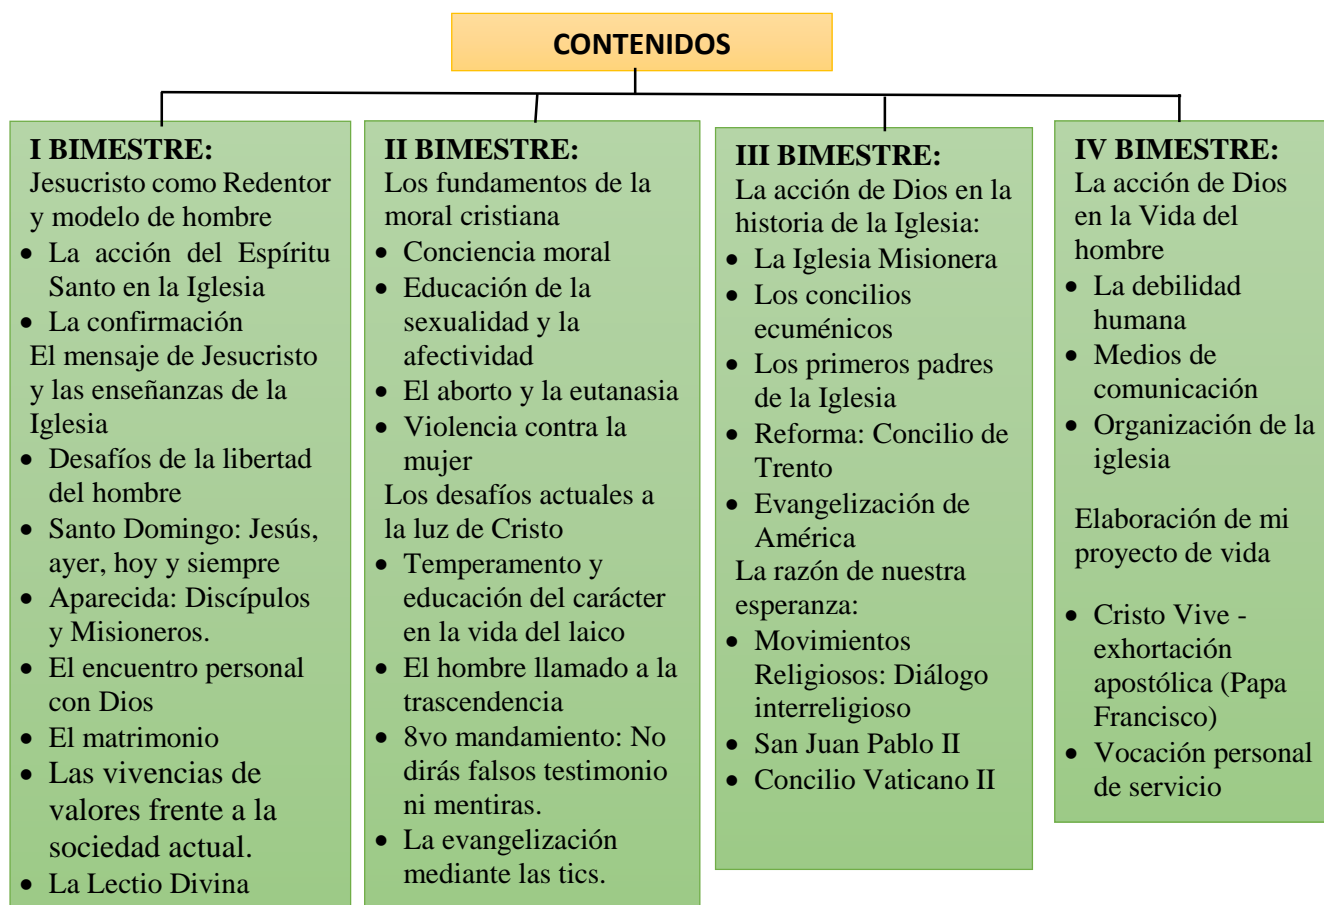 CONTENIDOS
I BIMESTRE:
Jesucristo como Redentor
y modelo de hombre
• La acción del Espíritu
Santo en la Iglesia
• La confirmación
El mensaje de Jesucristo
y las enseñanzas de la
Iglesia
• Desafíos de la libertad
del hombre
• Santo Domingo: Jesús,
ayer, hoy y siempre
• Aparecida: Discípulos
y Misioneros.
• El encuentro personal
con Dios
• El matrimonio
• Las vivencias de
valores frente a la
sociedad actual.
• La Lectio Divina
II BIMESTRE:
Los fundamentos de la
moral cristiana
• Conciencia moral
• Educación de la
sexualidad y la
afectividad
• El aborto y la eutanasia
• Violencia contra la
mujer
Los desafíos actuales a
la luz de Cristo
• Temperamento y
educación del carácter
en la vida del laico
• El hombre llamado a la
trascendencia
• 8vo mandamiento: No
dirás falsos testimonio
ni mentiras.
• La evangelización
mediante las tics.
III BIMESTRE:
La acción de Dios en la
historia de la Iglesia:
• La Iglesia Misionera
• Los concilios
ecuménicos
• Los primeros padres
de la Iglesia
• Reforma: Concilio de
Trento
• Evangelización de
América
La razón de nuestra
esperanza:
• Movimientos
Religiosos: Diálogo
interreligioso
• San Juan Pablo II
• Concilio Vaticano II
IV BIMESTRE:
La acción de Dios
en la Vida del
hombre
• La debilidad
humana
• Medios de
comunicación
• Organización de la
iglesia
Elaboración de mi
proyecto de vida
• Cristo Vive -
exhortación
apostólica (Papa
Francisco)
• Vocación personal
de servicio